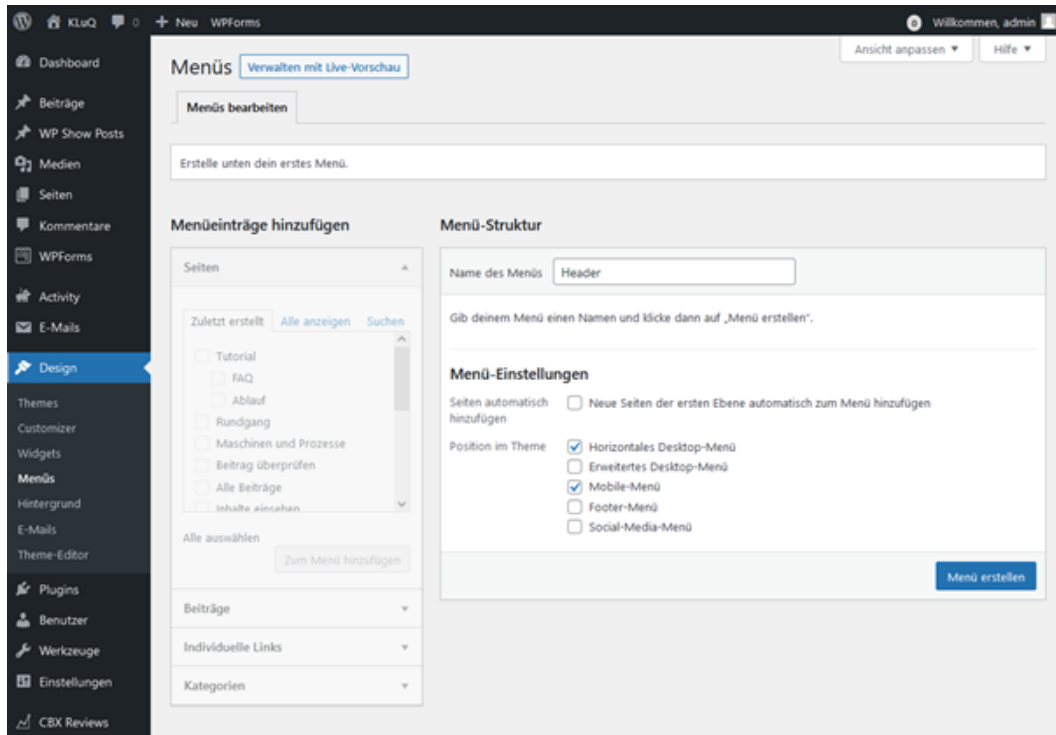 KLuQ 0 + Neu WPForms 0 Willkommen, admin
Ansicht anpassen ▼ Hilfe ▼
Dashboard
Beiträge
WP Show Posts
Medien
Seiten
Kommentare
WPForms
Activity
E-Mails
Design
Themes
Customizer
Widgets
Menüs
Hintergrund
E-Mails
Theme-Editor
Plugins
Benutzer
Werkzeuge
Einstellungen
CBX Reviews
Menüs Verwalten mit Live-Vorschau
Menüs bearbeiten
Erstelle unten dein erstes Menü.
Menüeinträge hinzufügen
Seiten
Zuletzt erstellt Alle anzeigen Suchen
Tutorial
FAQ
Ablauf
Rundgang
Maschinen und Prozesse
Beitrag überprüfen
Alle Beiträge
Inhalte einsehen
Alle auswählen
Zum Menü hinzufügen
Beiträge
Individuelle Links
Kategorien
Menü-Struktur
Name des Menüs Header
Gib deinem Menü einen Namen und klicke dann auf „Menü erstellen“.
Menü-Einstellungen
Seiten automatisch
hinzufügen
Neue Seiten der ersten Ebene automatisch zum Menü hinzufügen
Position im Theme
Horizontales Desktop-Menü
Erweitertes Desktop-Menü
Mobile-Menü
Footer-Menü
Social-Media-Menü
Menü erstellen